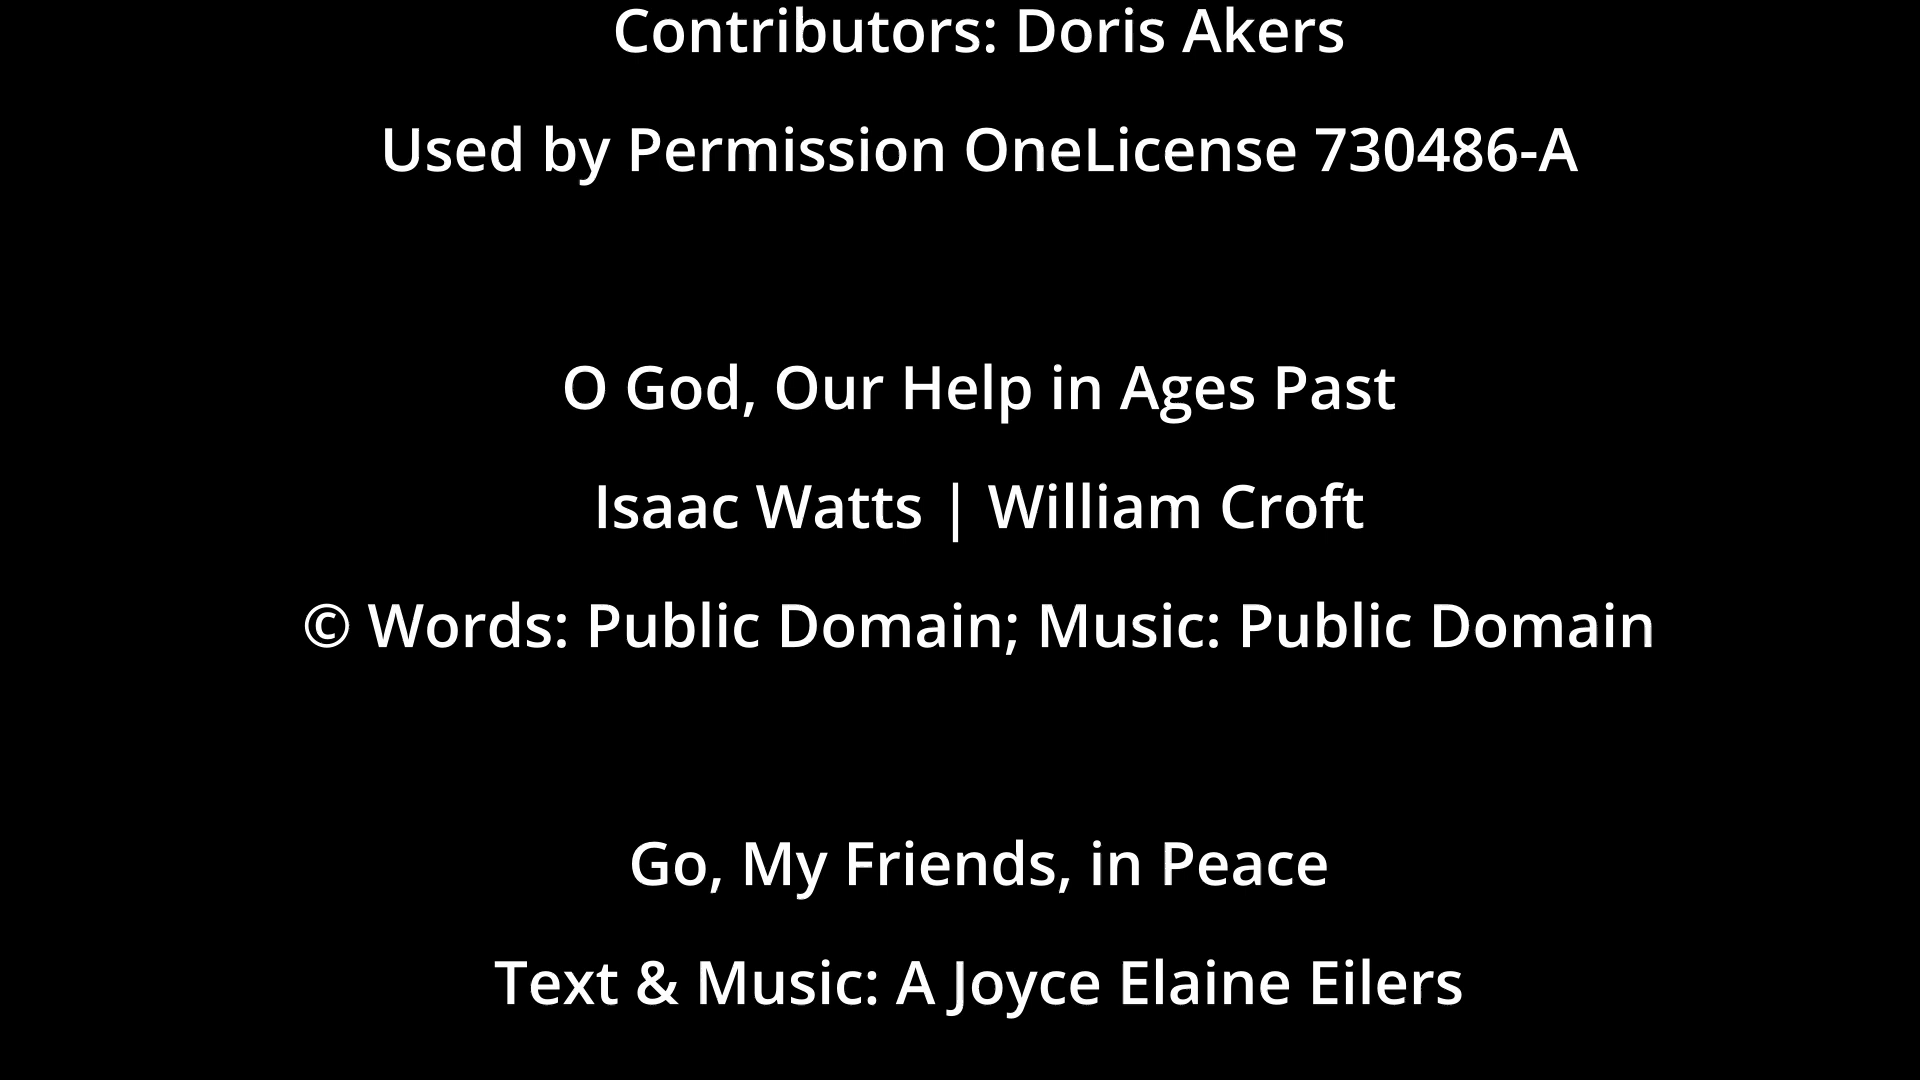 Contributors: Doris Akers
Used by Permission OneLicense 730486-A
O God, Our Help in Ages Past
Isaac Watts | William Croft
© Words: Public Domain; Music: Public Domain
Go, My Friends, in Peace
Text & Music: A Joyce Elaine Eilers